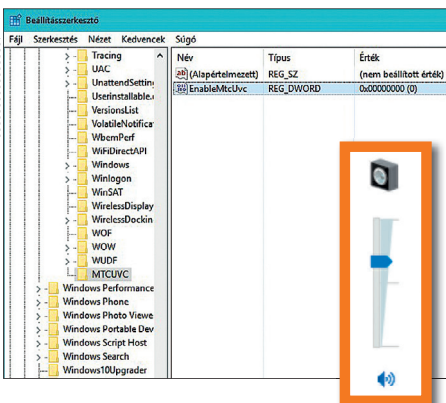 Beállításszerkesztő
Fájl Szerkesztés Nézet Kedvencek Súgó
Tracing
UAC
UnattendSettin
Userinstallable.
VersionsList
VolatileNotifica
WbemPerf
WiFiDirectAPI
Windows
Winlogon
WinSAT
WirelessDisplay
WirelessDockin
WOF
WOW
WUDF
MTCUVC
Windows Performance
Windows Phone
Windows Photo Viewe
Windows Portable Dev
Windows Script Host
Windows Search
Windows10Upgrader
Név Típus Érték
(Alapértelmezett) REG_SZ (nem beállított érték)
EnableMtcUvc REG_DWORD 0x00000000 (0)